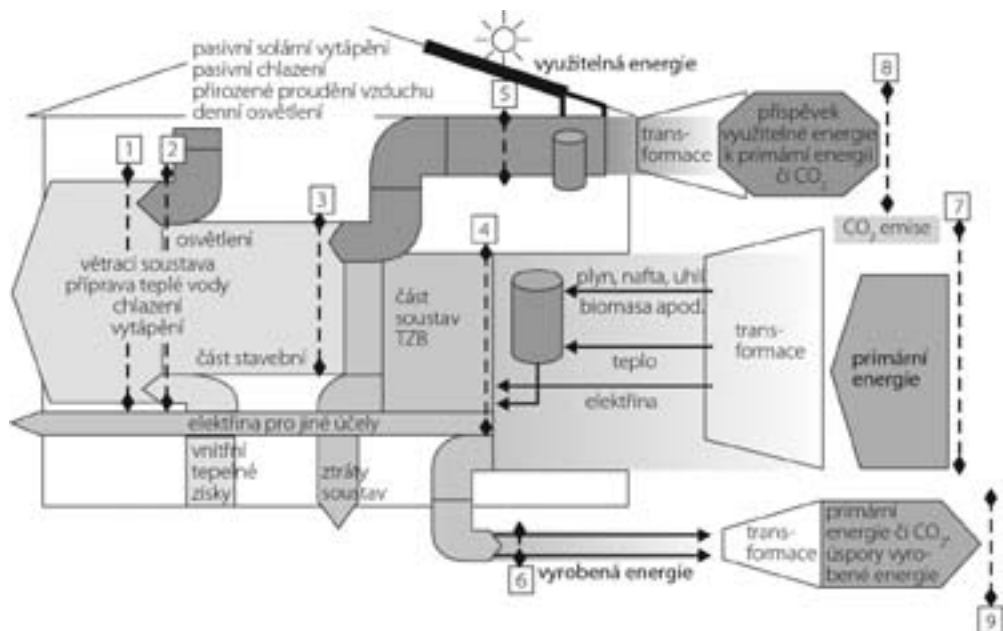 pasivní solární vytápění
pasivní chlazení
přirozené proudění vzduchu
denní osvětlení
využitelná energie
5
8
1
2
3
4
7
trans-
formace
příspěvek
využitelné energie
k primární energii
či CO2
CO2 emise
osvětlení
větrací soustava
příprava teplé vody
chlazení
vytápění
část stavební
část
soustav
TZB
plyn, nafta, uhlí
biomasa apod.
teplo
elektřina
trans-
formace
primární
energie
elektřina pro jiné účely
vnitřní
tepelné
zisky
ztráty
soustav
6
vyrobená energie
trans-
formace
primární
energie či CO2,
úspory vyro-
bené energie
9